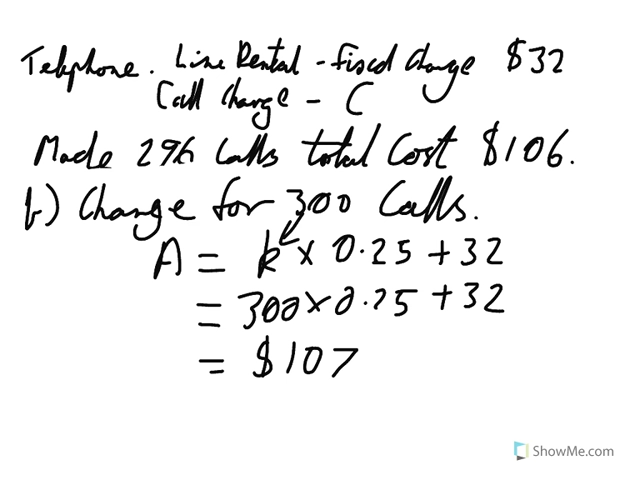 Telephone. Line Rental - Fixed Charge $32
Call Charge - C
Made 296 Calls total Cost $106.
b) Charge for 300 Calls.
A = k × 0.25 + 32
= 300 × 0.25 + 32
= $107
ShowMe.com